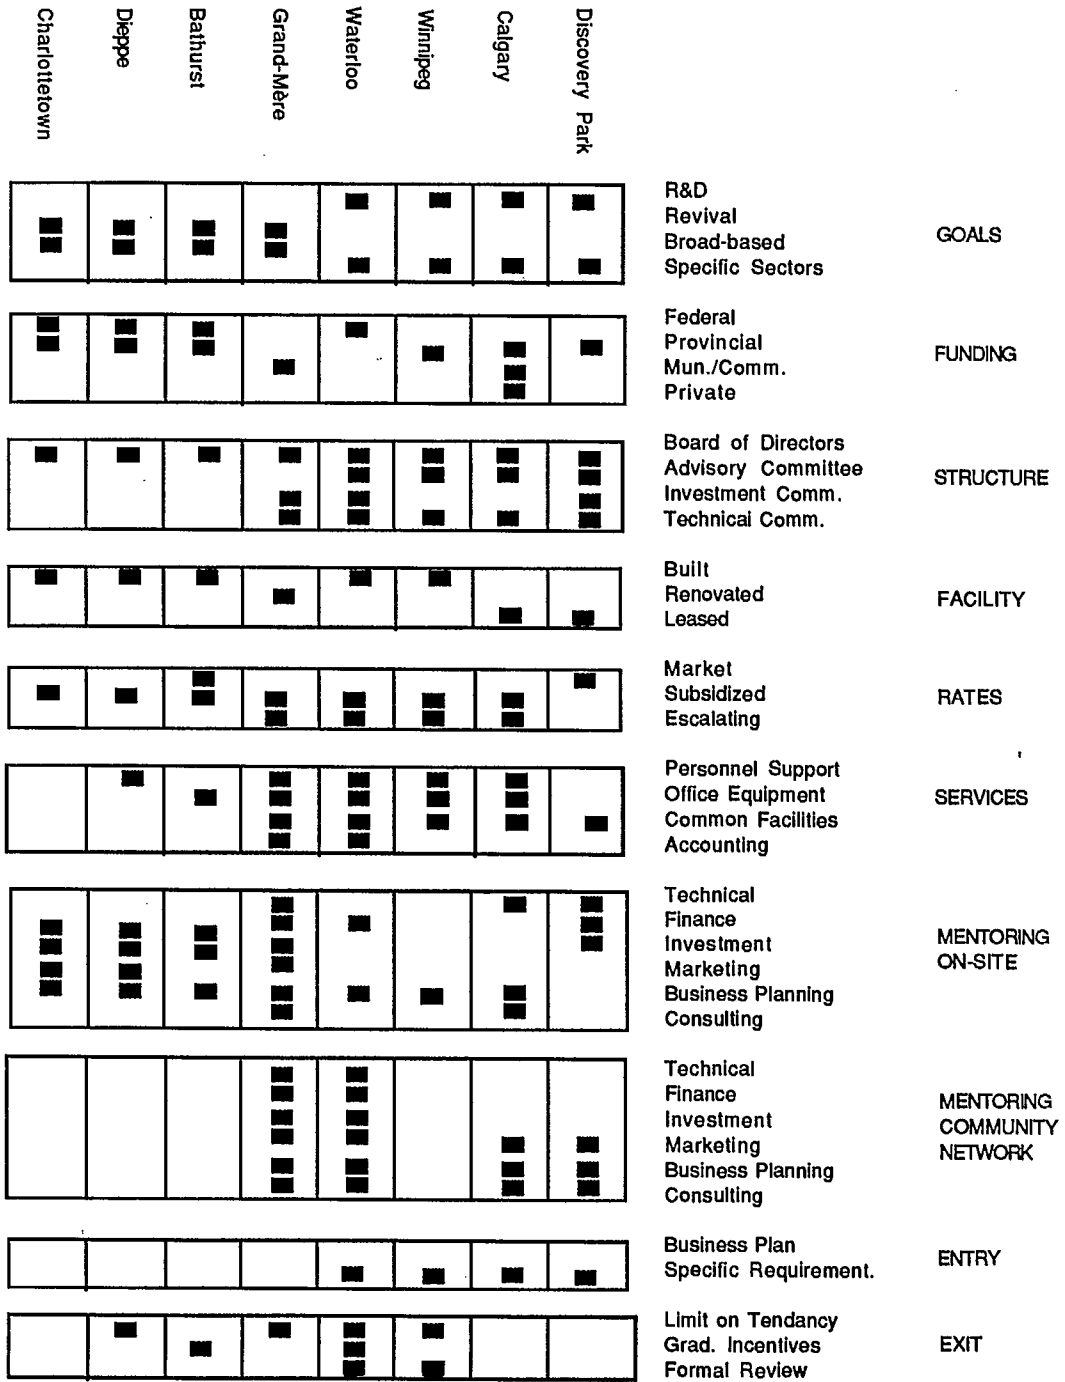 Charlottetown
Dieppe
Bathurst
Grand-Mère
Waterloo
Winnipeg
Calgary
Discovery Park
R&D
Revival
Broad-based
Specific Sectors
GOALS
Federal
Provincial
Mun./Comm.
Private
FUNDING
Board of Directors
Advisory Committee
Investment Comm.
Technical Comm.
STRUCTURE
Built
Renovated
Leased
FACILITY
Market
Subsidized
Escalating
RATES
Personnel Support
Office Equipment
Common Facilities
Accounting
SERVICES
Technical
Finance
Investment
Marketing
Business Planning
Consulting
MENTORING
ON-SITE
Technical
Finance
Investment
Marketing
Business Planning
Consulting
MENTORING
COMMUNITY
NETWORK
Business Plan
Specific Requirement.
ENTRY
Limit on Tendancy
Grad. Incentives
Formal Review
EXIT